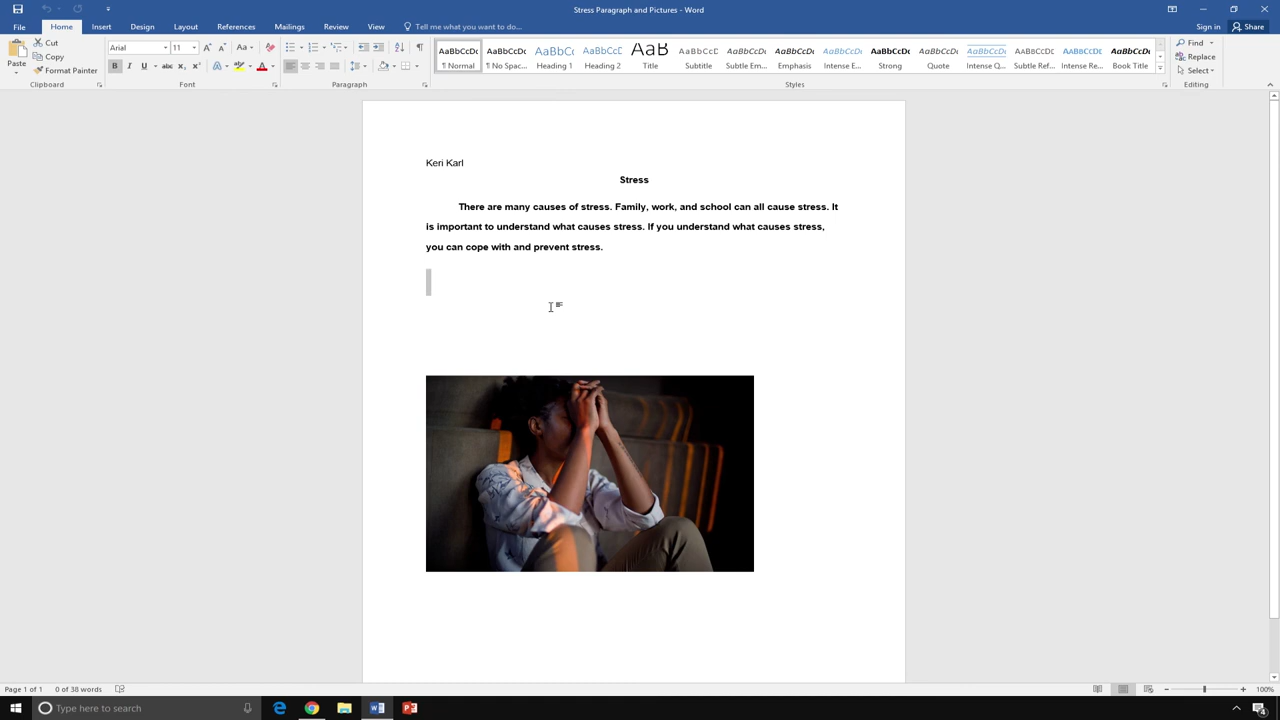 Stress Paragraph and Pictures - Word
Sign in Share
File Home Insert Design Layout References Mailings Review View Tell me what you want to do...
Cut
Copy
Format Painter
Paste
Clipboard
Arial 11
Font
Paragraph
AaBbCcDc AaBbCcDc AaBbCc AaBbCcD AaB AaBbCcD AaBbCcDc AaBbCcDc AaBbCcDc AaBbCcDc AaBbCcDc AaBbCcDc AaBbCcDc AaBbCcDc AaBbCcDc
¶ Normal ¶ No Spac... Heading 1 Heading 2 Title Subtitle Subtle Em... Emphasis Intense E... Strong Quote Intense Q... Subtle Ref... Intense Re... Book Title
Styles
Find
Replace
Select
Editing
Keri Karl
Stress
There are many causes of stress. Family, work, and school can all cause stress. It
is important to understand what causes stress. If you understand what causes stress,
you can cope with and prevent stress.
Page 1 of 1 0 of 38 words
100%
Type here to search
4